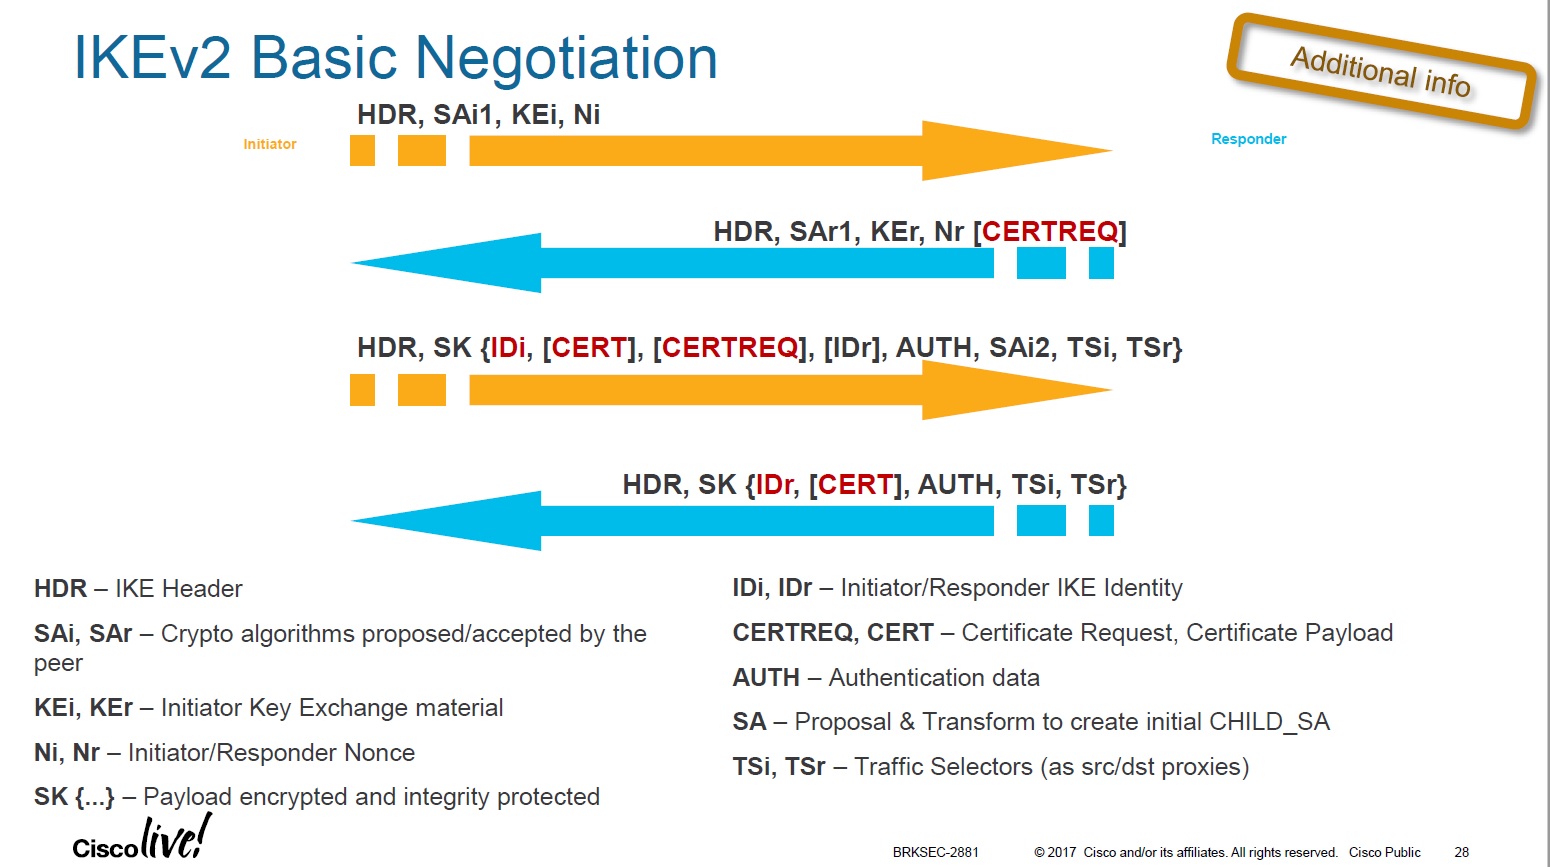 IKEv2 Basic Negotiation
Additional info
HDR, SAi1, KEi, Ni
Initiator
Responder
HDR, SAr1, KEr, Nr [CERTREQ]
HDR, SK {IDi, [CERT], [CERTREQ], [IDr], AUTH, SAi2, TSi, TSr}
HDR, SK {IDr, [CERT], AUTH, TSi, TSr}
HDR – IKE Header
SAi, SAr – Crypto algorithms proposed/accepted by the
peer
KEi, KEr – Initiator Key Exchange material
Ni, Nr – Initiator/Responder Nonce
SK {...} – Payload encrypted and integrity protected
IDi, IDr – Initiator/Responder IKE Identity
CERTREQ, CERT – Certificate Request, Certificate Payload
AUTH – Authentication data
SA – Proposal & Transform to create initial CHILD_SA
TSi, TSr – Traffic Selectors (as src/dst proxies)
Cisco live!
BRKSEC-2881 © 2017 Cisco and/or its affiliates. All rights reserved. Cisco Public 28